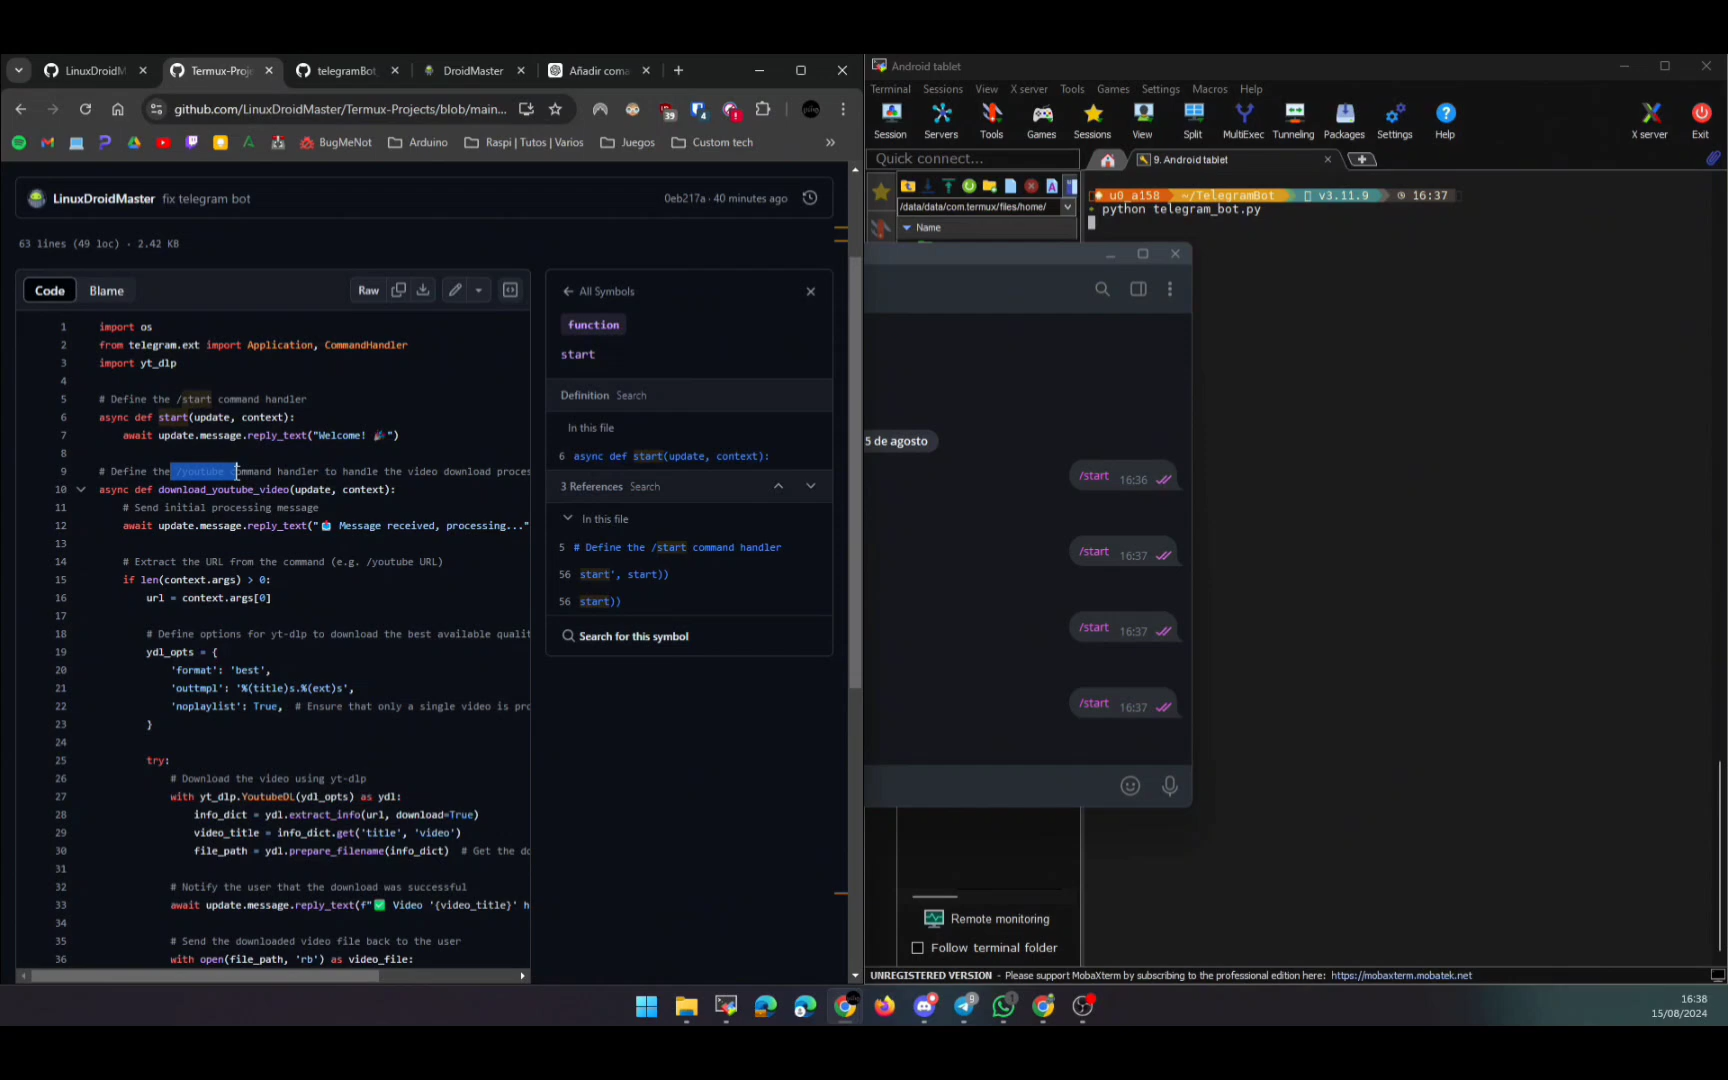 LinuxDroidM
Termux-Proj
telegramBot
DroidMaster
Añadir coma
github.com/LinuxDroidMaster/Termux-Projects/blob/main...
39
4
BugMeNot
Arduino
Raspi | Tutos | Varios
Juegos
Custom tech
LinuxDroidMaster fix telegram bot
0eb217a · 40 minutes ago
63 lines (49 loc) · 2.42 KB
Code
Blame
Raw
1 import os
2 from telegram.ext import Application, CommandHandler
3 import yt_dlp
4
5 # Define the /start command handler
6 async def start(update, context):
7 await update.message.reply_text("Welcome! 🎉")
8
9 # Define the /youtube command handler to handle the video download proces
10 async def download_youtube_video(update, context):
11 # Send initial processing message
12 await update.message.reply_text("📩 Message received, processing..."
13
14 # Extract the URL from the command (e.g. /youtube URL)
15 if len(context.args) > 0:
16 url = context.args[0]
17
18 # Define options for yt-dlp to download the best available qualit
19 ydl_opts = {
20 'format': 'best',
21 'outtmpl': '%(title)s.%(ext)s',
22 'noplaylist': True, # Ensure that only a single video is pro
23 }
24
25 try:
26 # Download the video using yt-dlp
27 with yt_dlp.YoutubeDL(ydl_opts) as ydl:
28 info_dict = ydl.extract_info(url, download=True)
29 video_title = info_dict.get('title', 'video')
30 file_path = ydl.prepare_filename(info_dict) # Get the do
31
32 # Notify the user that the download was successful
33 await update.message.reply_text(f"✅ Video '{video_title}' h
34
35 # Send the downloaded video file back to the user
36 with open(file_path, 'rb') as video_file:
All Symbols
function
start
Definition Search
In this file
6 async def start(update, context):
3 References Search
In this file
5 # Define the /start command handler
56 start', start))
56 start))
Search for this symbol
Android tablet
Terminal Sessions View X server Tools Games Settings Macros Help
Session Servers Tools Games Sessions View Split MultiExec Tunneling Packages Settings Help X server Exit
Quick connect...
9. Android tablet
/data/data/com.termux/files/home/
Name
u0_a158 ~/TelegramBot v3.11.9 16:37
python telegram_bot.py
5 de agosto
/start 16:36
/start 16:37
/start 16:37
/start 16:37
Remote monitoring
Follow terminal folder
UNREGISTERED VERSION - Please support MobaXterm by subscribing to the professional edition here: https://mobaxterm.mobatek.net
9
1
16:38
15/08/2024